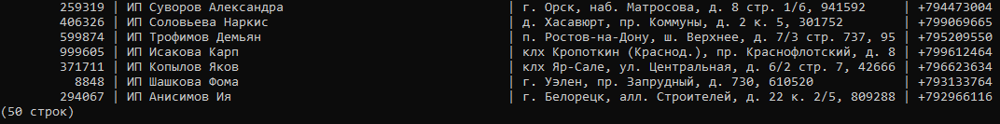 259319 | ИП Суворов Александра | г. Орск, наб. Матросова, д. 8 стр. 1/6, 941592 | +794473004
406326 | ИП Соловьева Наркис | д. Хасавюрт, пр. Коммуны, д. 2 к. 5, 301752 | +799069665
599874 | ИП Трофимов Демьян | п. Ростов-на-Дону, ш. Верхнее, д. 7/3 стр. 737, 95 | +795209550
999605 | ИП Исакова Карп | клх Кропоткин (Краснод.), пр. Краснофлотский, д. 8 | +799612464
371711 | ИП Копылов Яков | клх Яр-Сале, ул. Центральная, д. 6/2 стр. 7, 42666 | +796623634
8848 | ИП Шашкова Фома | г. Уэлен, пр. Запрудный, д. 730, 610520 | +793133764
294067 | ИП Анисимов Ия | г. Белорецк, алл. Строителей, д. 22 к. 2/5, 809288 | +792966116
(50 строк)